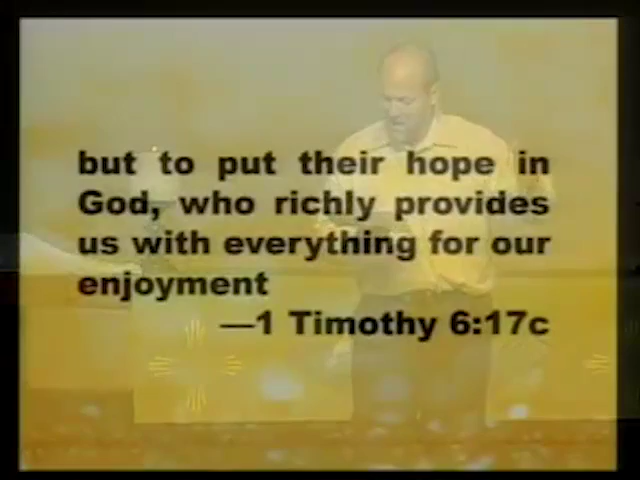 but to put their hope in
God, who richly provides
us with everything for our
enjoyment
—1 Timothy 6:17c